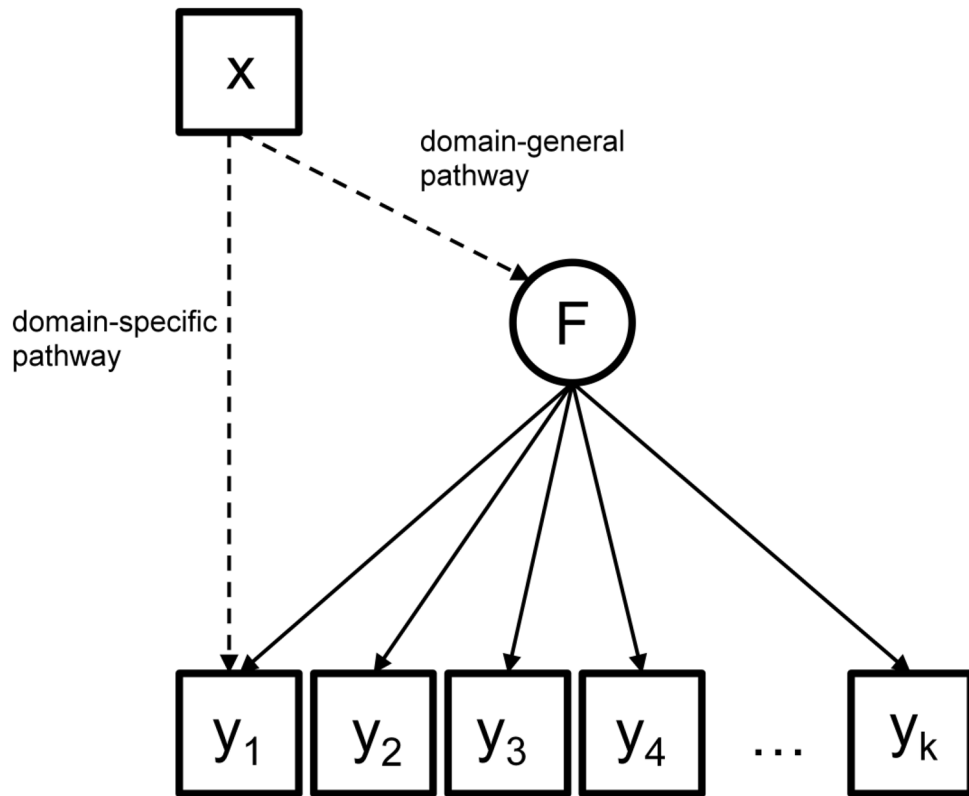 x
domain-general
pathway
F
domain-specific
pathway
y₁ y₂ y₃ y₄ ... yₖ